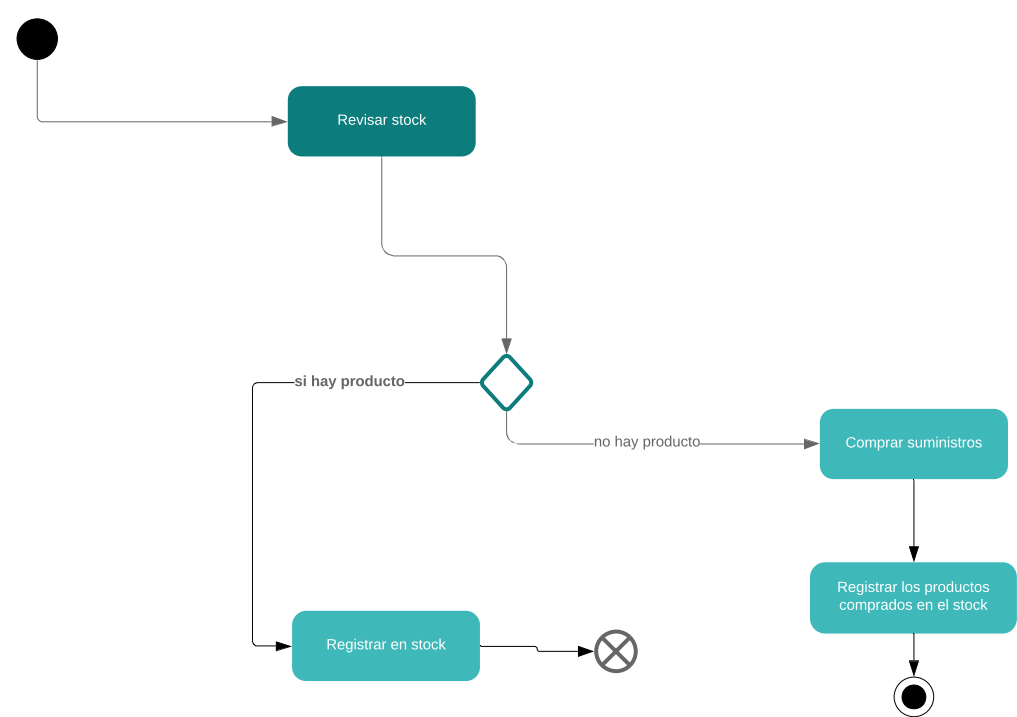 Revisar stock
si hay producto
no hay producto
Comprar suministros
Registrar los productos
comprados en el stock
Registrar en stock